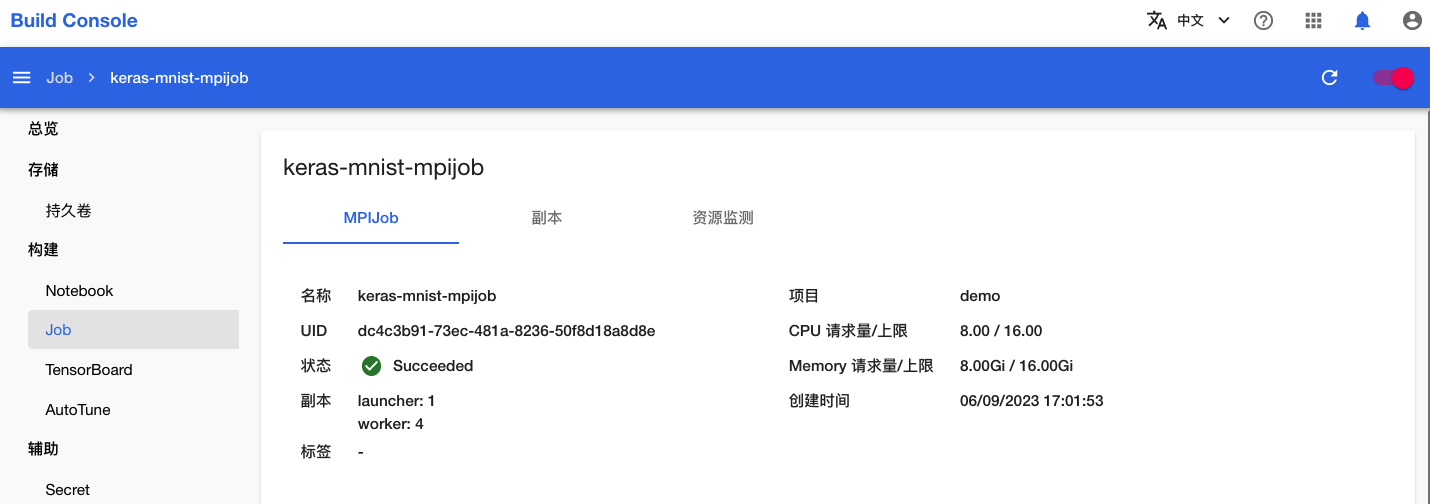 Build Console
中文
Job > keras-mnist-mpijob
总览
存储
持久卷
构建
Notebook
Job
TensorBoard
AutoTune
辅助
Secret
keras-mnist-mpijob
MPIJob 副本 资源监测
名称 keras-mnist-mpijob 项目 demo
UID dc4c3b91-73ec-481a-8236-50f8d18a8d8e CPU 请求量/上限 8.00 / 16.00
状态 Succeeded Memory 请求量/上限 8.00Gi / 16.00Gi
副本 launcher: 1 创建时间 06/09/2023 17:01:53
worker: 4
标签 -